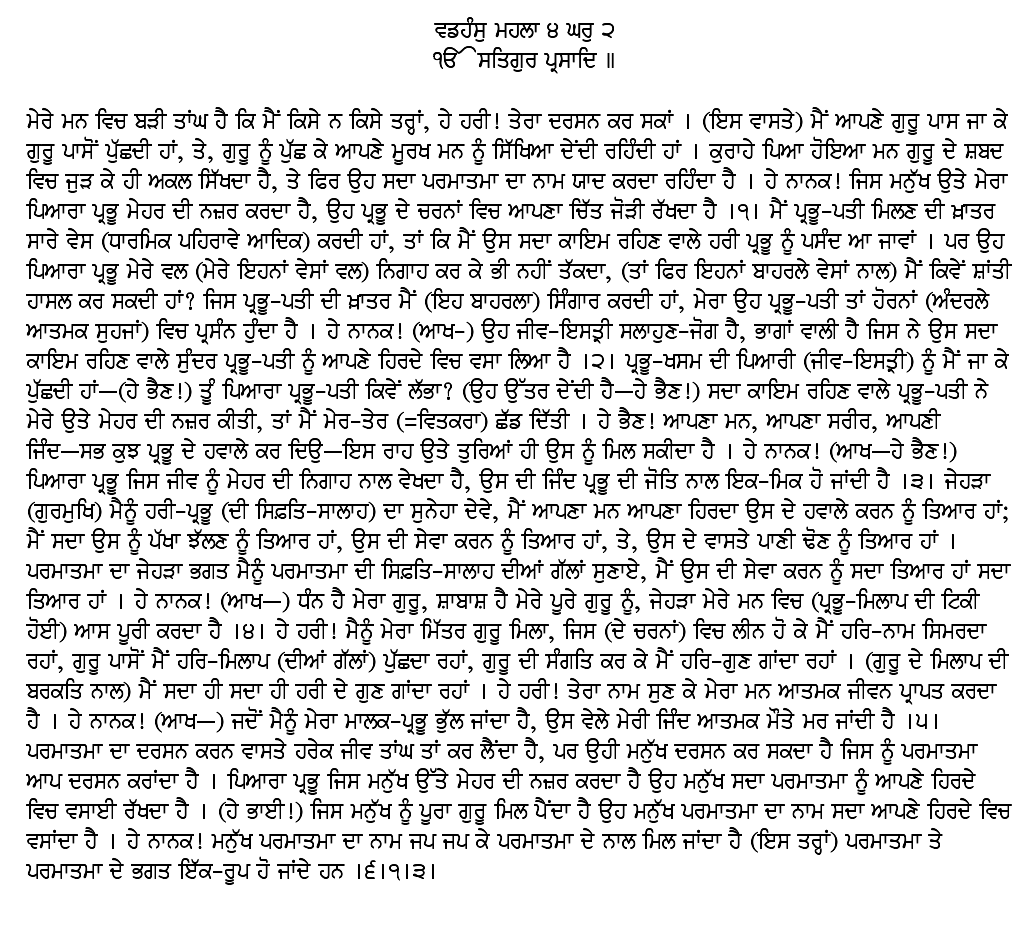 ਵਡਹੰਸੁ ਮਹਲਾ ੪ ਘਰੁ ੨
ੴ ਸਤਿਗੁਰ ਪ੍ਰਸਾਦਿ ॥
ਮੇਰੇ ਮਨ ਵਿਚ ਬੜੀ ਤਾਂਘ ਹੈ ਕਿ ਮੈਂ ਕਿਸੇ ਨ ਕਿਸੇ ਤਰ੍ਹਾਂ, ਹੇ ਹਰੀ! ਤੇਰਾ ਦਰਸਨ ਕਰ ਸਕਾਂ । (ਇਸ ਵਾਸਤੇ) ਮੈਂ ਆਪਣੇ ਗੁਰੂ ਪਾਸ ਜਾ ਕੇ
ਗੁਰੂ ਪਾਸੋਂ ਪੁੱਛਦੀ ਹਾਂ, ਤੇ, ਗੁਰੂ ਨੂੰ ਪੁੱਛ ਕੇ ਆਪਣੇ ਮੂਰਖ ਮਨ ਨੂੰ ਸਿੱਖਿਆ ਦੇਂਦੀ ਰਹਿੰਦੀ ਹਾਂ । ਕੁਰਾਹੇ ਪਿਆ ਹੋਇਆ ਮਨ ਗੁਰੂ ਦੇ ਸ਼ਬਦ
ਵਿਚ ਜੁੜ ਕੇ ਹੀ ਅਕਲ ਸਿੱਖਦਾ ਹੈ, ਤੇ ਫਿਰ ਉਹ ਸਦਾ ਪਰਮਾਤਮਾ ਦਾ ਨਾਮ ਯਾਦ ਕਰਦਾ ਰਹਿੰਦਾ ਹੈ । ਹੇ ਨਾਨਕ! ਜਿਸ ਮਨੁੱਖ ਉਤੇ ਮੇਰਾ
ਪਿਆਰਾ ਪ੍ਰਭੂ ਮੇਹਰ ਦੀ ਨਜ਼ਰ ਕਰਦਾ ਹੈ, ਉਹ ਪ੍ਰਭੂ ਦੇ ਚਰਨਾਂ ਵਿਚ ਆਪਣਾ ਚਿੱਤ ਜੋੜੀ ਰੱਖਦਾ ਹੈ ।੧। ਮੈਂ ਪ੍ਰਭੂ-ਪਤੀ ਮਿਲਣ ਦੀ ਖ਼ਾਤਰ
ਸਾਰੇ ਵੇਸ (ਧਾਰਮਿਕ ਪਹਿਰਾਵੇ ਆਦਿਕ) ਕਰਦੀ ਹਾਂ, ਤਾਂ ਕਿ ਮੈਂ ਉਸ ਸਦਾ ਕਾਇਮ ਰਹਿਣ ਵਾਲੇ ਹਰੀ ਪ੍ਰਭੂ ਨੂੰ ਪਸੰਦ ਆ ਜਾਵਾਂ । ਪਰ ਉਹ
ਪਿਆਰਾ ਪ੍ਰਭੂ ਮੇਰੇ ਵਲ (ਮੇਰੇ ਇਹਨਾਂ ਵੇਸਾਂ ਵਲ) ਨਿਗਾਹ ਕਰ ਕੇ ਭੀ ਨਹੀਂ ਤੱਕਦਾ, (ਤਾਂ ਫਿਰ ਇਹਨਾਂ ਬਾਹਰਲੇ ਵੇਸਾਂ ਨਾਲ) ਮੈਂ ਕਿਵੇਂ ਸ਼ਾਂਤੀ
ਹਾਸਲ ਕਰ ਸਕਦੀ ਹਾਂ? ਜਿਸ ਪ੍ਰਭੂ-ਪਤੀ ਦੀ ਖ਼ਾਤਰ ਮੈਂ (ਇਹ ਬਾਹਰਲਾ) ਸਿੰਗਾਰ ਕਰਦੀ ਹਾਂ, ਮੇਰਾ ਉਹ ਪ੍ਰਭੂ-ਪਤੀ ਤਾਂ ਹੋਰਨਾਂ (ਅੰਦਰਲੇ
ਆਤਮਕ ਸੁਹਜਾਂ) ਵਿਚ ਪ੍ਰਸੰਨ ਹੁੰਦਾ ਹੈ । ਹੇ ਨਾਨਕ! (ਆਖ-) ਉਹ ਜੀਵ-ਇਸਤ੍ਰੀ ਸਲਾਹੁਣ-ਜੋਗ ਹੈ, ਭਾਗਾਂ ਵਾਲੀ ਹੈ ਜਿਸ ਨੇ ਉਸ ਸਦਾ
ਕਾਇਮ ਰਹਿਣ ਵਾਲੇ ਸੁੰਦਰ ਪ੍ਰਭੂ-ਪਤੀ ਨੂੰ ਆਪਣੇ ਹਿਰਦੇ ਵਿਚ ਵਸਾ ਲਿਆ ਹੈ ।੨। ਪ੍ਰਭੂ-ਖਸਮ ਦੀ ਪਿਆਰੀ (ਜੀਵ-ਇਸਤ੍ਰੀ) ਨੂੰ ਮੈਂ ਜਾ ਕੇ
ਪੁੱਛਦੀ ਹਾਂ—(ਹੇ ਭੈਣ!) ਤੂੰ ਪਿਆਰਾ ਪ੍ਰਭੂ-ਪਤੀ ਕਿਵੇਂ ਲੱਭਾ? (ਉਹ ਉੱਤਰ ਦੇਂਦੀ ਹੈ—ਹੇ ਭੈਣ!) ਸਦਾ ਕਾਇਮ ਰਹਿਣ ਵਾਲੇ ਪ੍ਰਭੂ-ਪਤੀ ਨੇ
ਮੇਰੇ ਉਤੇ ਮੇਹਰ ਦੀ ਨਜ਼ਰ ਕੀਤੀ, ਤਾਂ ਮੈਂ ਮੇਰ-ਤੇਰ (=ਵਿਤਕਰਾ) ਛੱਡ ਦਿੱਤੀ । ਹੇ ਭੈਣ! ਆਪਣਾ ਮਨ, ਆਪਣਾ ਸਰੀਰ, ਆਪਣੀ
ਜਿੰਦ—ਸਭ ਕੁਝ ਪ੍ਰਭੂ ਦੇ ਹਵਾਲੇ ਕਰ ਦਿਉ—ਇਸ ਰਾਹ ਉਤੇ ਤੁਰਿਆਂ ਹੀ ਉਸ ਨੂੰ ਮਿਲ ਸਕੀਦਾ ਹੈ । ਹੇ ਨਾਨਕ! (ਆਖ—ਹੇ ਭੈਣ!)
ਪਿਆਰਾ ਪ੍ਰਭੂ ਜਿਸ ਜੀਵ ਨੂੰ ਮੇਹਰ ਦੀ ਨਿਗਾਹ ਨਾਲ ਵੇਖਦਾ ਹੈ, ਉਸ ਦੀ ਜਿੰਦ ਪ੍ਰਭੂ ਦੀ ਜੋਤਿ ਨਾਲ ਇਕ-ਮਿਕ ਹੋ ਜਾਂਦੀ ਹੈ ।੩। ਜੇਹੜਾ
(ਗੁਰਮੁਖਿ) ਮੈਨੂੰ ਹਰੀ-ਪ੍ਰਭੂ (ਦੀ ਸਿਫ਼ਤਿ-ਸਾਲਾਹ) ਦਾ ਸੁਨੇਹਾ ਦੇਵੇ, ਮੈਂ ਆਪਣਾ ਮਨ ਆਪਣਾ ਹਿਰਦਾ ਉਸ ਦੇ ਹਵਾਲੇ ਕਰਨ ਨੂੰ ਤਿਆਰ ਹਾਂ;
ਮੈਂ ਸਦਾ ਉਸ ਨੂੰ ਪੱਖਾ ਝੱਲਣ ਨੂੰ ਤਿਆਰ ਹਾਂ, ਉਸ ਦੀ ਸੇਵਾ ਕਰਨ ਨੂੰ ਤਿਆਰ ਹਾਂ, ਤੇ, ਉਸ ਦੇ ਵਾਸਤੇ ਪਾਣੀ ਢੋਣ ਨੂੰ ਤਿਆਰ ਹਾਂ ।
ਪਰਮਾਤਮਾ ਦਾ ਜੇਹੜਾ ਭਗਤ ਮੈਨੂੰ ਪਰਮਾਤਮਾ ਦੀ ਸਿਫ਼ਤਿ-ਸਾਲਾਹ ਦੀਆਂ ਗੱਲਾਂ ਸੁਣਾਏ, ਮੈਂ ਉਸ ਦੀ ਸੇਵਾ ਕਰਨ ਨੂੰ ਸਦਾ ਤਿਆਰ ਹਾਂ ਸਦਾ
ਤਿਆਰ ਹਾਂ । ਹੇ ਨਾਨਕ! (ਆਖ—) ਧੰਨ ਹੈ ਮੇਰਾ ਗੁਰੂ, ਸ਼ਾਬਾਸ਼ ਹੈ ਮੇਰੇ ਪੂਰੇ ਗੁਰੂ ਨੂੰ, ਜੇਹੜਾ ਮੇਰੇ ਮਨ ਵਿਚ (ਪ੍ਰਭੂ-ਮਿਲਾਪ ਦੀ ਟਿਕੀ
ਹੋਈ) ਆਸ ਪੂਰੀ ਕਰਦਾ ਹੈ ।੪। ਹੇ ਹਰੀ! ਮੈਨੂੰ ਮੇਰਾ ਮਿੱਤਰ ਗੁਰੂ ਮਿਲਾ, ਜਿਸ (ਦੇ ਚਰਨਾਂ) ਵਿਚ ਲੀਨ ਹੋ ਕੇ ਮੈਂ ਹਰਿ-ਨਾਮ ਸਿਮਰਦਾ
ਰਹਾਂ, ਗੁਰੂ ਪਾਸੋਂ ਮੈਂ ਹਰਿ-ਮਿਲਾਪ (ਦੀਆਂ ਗੱਲਾਂ) ਪੁੱਛਦਾ ਰਹਾਂ, ਗੁਰੂ ਦੀ ਸੰਗਤਿ ਕਰ ਕੇ ਮੈਂ ਹਰਿ-ਗੁਣ ਗਾਂਦਾ ਰਹਾਂ । (ਗੁਰੂ ਦੇ ਮਿਲਾਪ ਦੀ
ਬਰਕਤਿ ਨਾਲ) ਮੈਂ ਸਦਾ ਹੀ ਸਦਾ ਹੀ ਹਰੀ ਦੇ ਗੁਣ ਗਾਂਦਾ ਰਹਾਂ । ਹੇ ਹਰੀ! ਤੇਰਾ ਨਾਮ ਸੁਣ ਕੇ ਮੇਰਾ ਮਨ ਆਤਮਕ ਜੀਵਨ ਪ੍ਰਾਪਤ ਕਰਦਾ
ਹੈ । ਹੇ ਨਾਨਕ! (ਆਖ—) ਜਦੋਂ ਮੈਨੂੰ ਮੇਰਾ ਮਾਲਕ-ਪ੍ਰਭੂ ਭੁੱਲ ਜਾਂਦਾ ਹੈ, ਉਸ ਵੇਲੇ ਮੇਰੀ ਜਿੰਦ ਆਤਮਕ ਮੌਤੇ ਮਰ ਜਾਂਦੀ ਹੈ ।੫।
ਪਰਮਾਤਮਾ ਦਾ ਦਰਸਨ ਕਰਨ ਵਾਸਤੇ ਹਰੇਕ ਜੀਵ ਤਾਂਘ ਤਾਂ ਕਰ ਲੈਂਦਾ ਹੈ, ਪਰ ਉਹੀ ਮਨੁੱਖ ਦਰਸਨ ਕਰ ਸਕਦਾ ਹੈ ਜਿਸ ਨੂੰ ਪਰਮਾਤਮਾ
ਆਪ ਦਰਸਨ ਕਰਾਂਦਾ ਹੈ । ਪਿਆਰਾ ਪ੍ਰਭੂ ਜਿਸ ਮਨੁੱਖ ਉੱਤੇ ਮੇਹਰ ਦੀ ਨਜ਼ਰ ਕਰਦਾ ਹੈ ਉਹ ਮਨੁੱਖ ਸਦਾ ਪਰਮਾਤਮਾ ਨੂੰ ਆਪਣੇ ਹਿਰਦੇ
ਵਿਚ ਵਸਾਈ ਰੱਖਦਾ ਹੈ । (ਹੇ ਭਾਈ!) ਜਿਸ ਮਨੁੱਖ ਨੂੰ ਪੂਰਾ ਗੁਰੂ ਮਿਲ ਪੈਂਦਾ ਹੈ ਉਹ ਮਨੁੱਖ ਪਰਮਾਤਮਾ ਦਾ ਨਾਮ ਸਦਾ ਆਪਣੇ ਹਿਰਦੇ ਵਿਚ
ਵਸਾਂਦਾ ਹੈ । ਹੇ ਨਾਨਕ! ਮਨੁੱਖ ਪਰਮਾਤਮਾ ਦਾ ਨਾਮ ਜਪ ਜਪ ਕੇ ਪਰਮਾਤਮਾ ਦੇ ਨਾਲ ਮਿਲ ਜਾਂਦਾ ਹੈ (ਇਸ ਤਰ੍ਹਾਂ) ਪਰਮਾਤਮਾ ਤੇ
ਪਰਮਾਤਮਾ ਦੇ ਭਗਤ ਇੱਕ-ਰੂਪ ਹੋ ਜਾਂਦੇ ਹਨ ।੬।੧।੩।